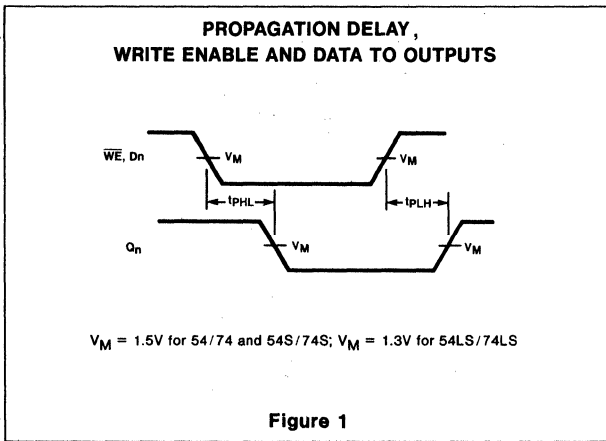 PROPAGATION DELAY,
WRITE ENABLE AND DATA TO OUTPUTS
WE, Dn
VM
VM
tPHL
tPLH
Qn
VM
VM
VM = 1.5V for 54/74 and 54S/74S; VM = 1.3V for 54LS/74LS
Figure 1